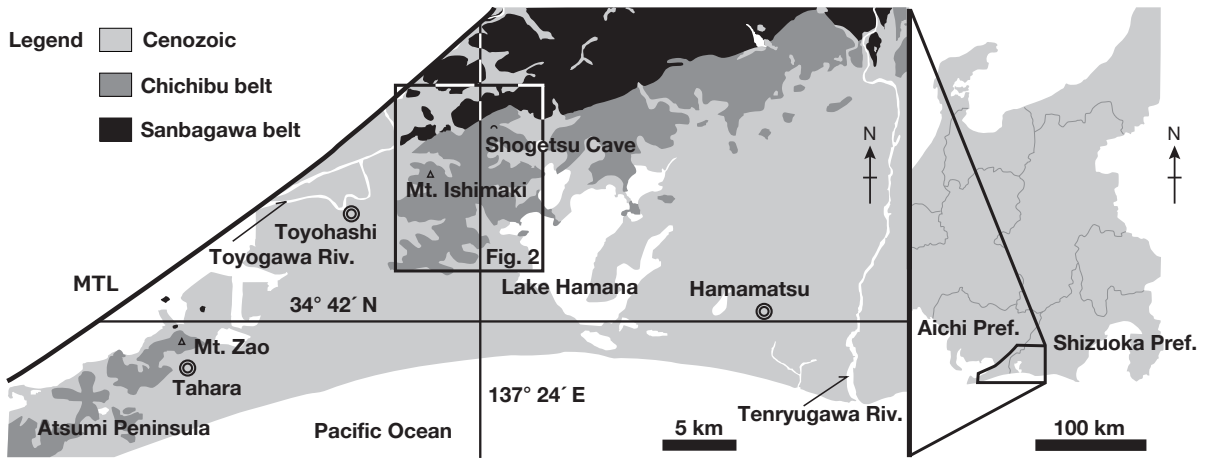 Legend
Cenozoic
Chichibu belt
Sanbagawa belt
Shogetsu Cave
Mt. Ishimaki
Toyohashi
Toyogawa Riv.
Fig. 2
MTL
34° 42´ N
Lake Hamana
Hamamatsu
Mt. Zao
Tahara
137° 24´ E
Atsumi Peninsula
Pacific Ocean
Tenryugawa Riv.
5 km
N
N
Aichi Pref.
Shizuoka Pref.
100 km